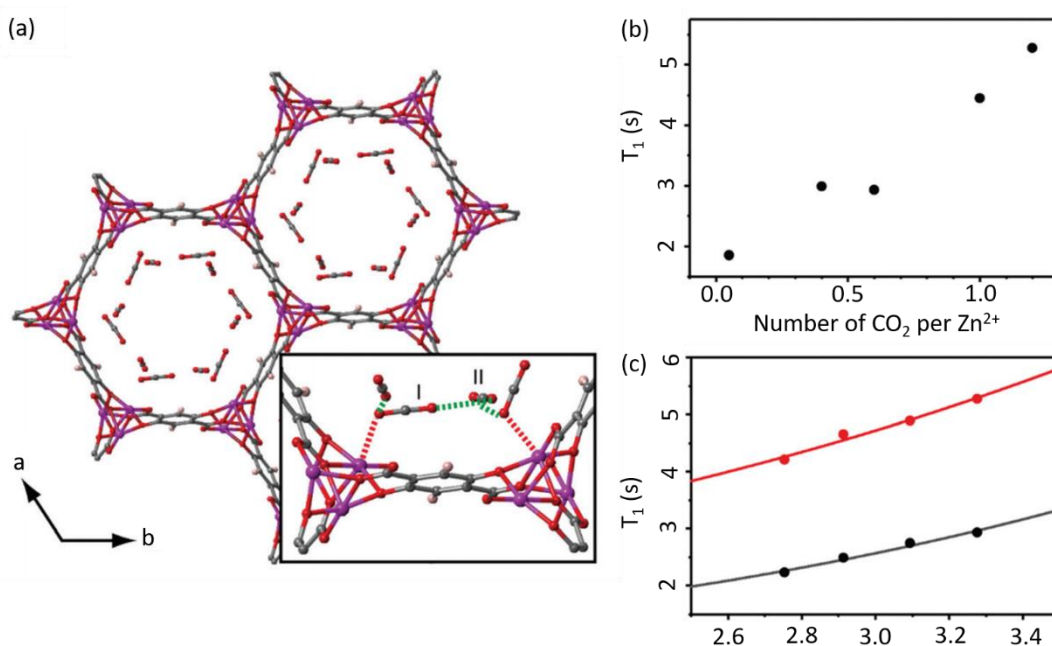 (a)
I
II
a
b
(b)
T₁ (s)
5
4
3
2
0.0 0.5 1.0
Number of CO₂ per Zn²⁺
(c)
T₁ (s)
6
5
4
3
2
2.6 2.8 3.0 3.2 3.4